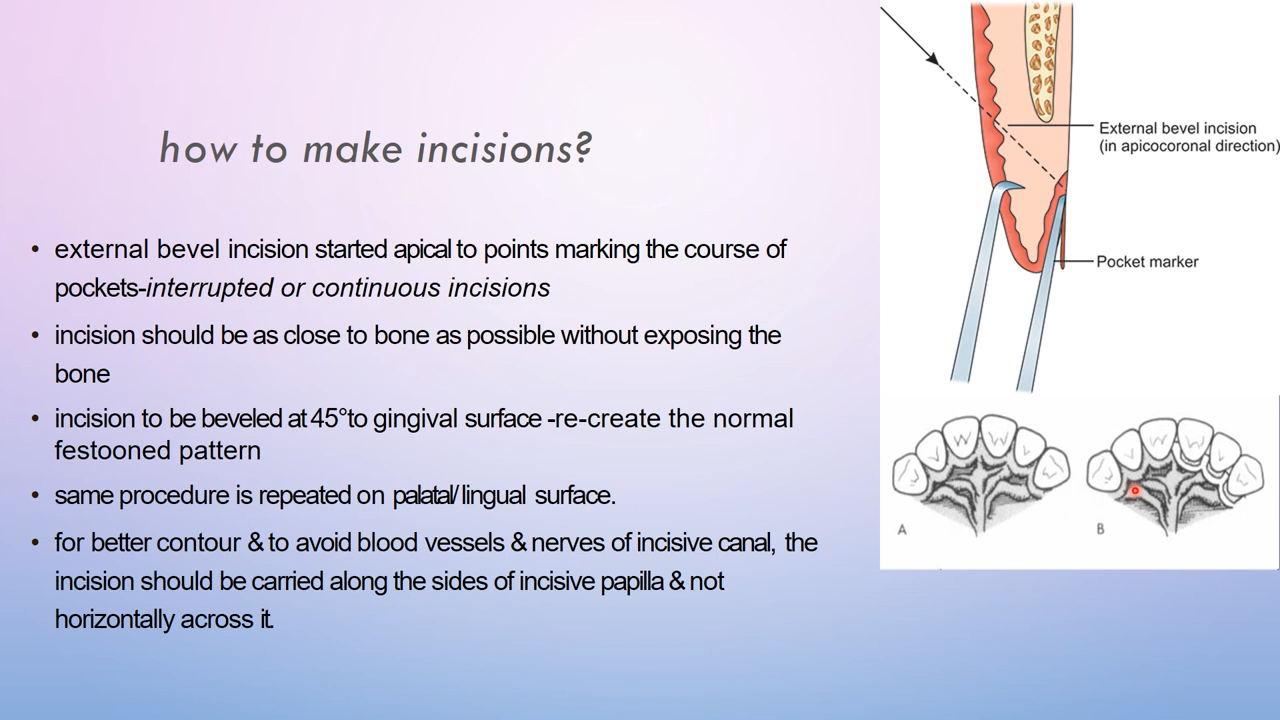 how to make incisions?
• external bevel incision started apical to points marking the course of
pockets-interrupted or continuous incisions
• incision should be as close to bone as possible without exposing the
bone
• incision to be beveled at 45°to gingival surface -re-create the normal
festooned pattern
• same procedure is repeated on palatal/lingual surface.
• for better contour & to avoid blood vessels & nerves of incisive canal, the
incision should be carried along the sides of incisive papilla & not
horizontally across it.
External bevel incision
(in apicocoronal direction)
Pocket marker
A
B